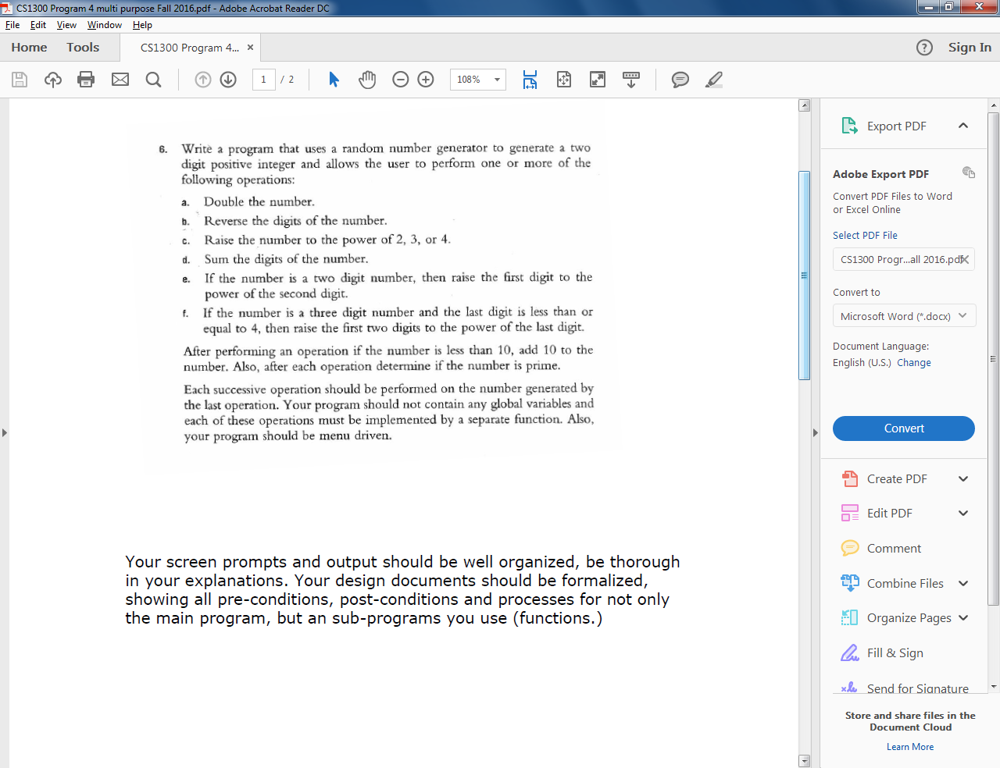 CS1300 Program 4 multi purpose Fall 2016.pdf - Adobe Acrobat Reader DC
File Edit View Window Help
Home Tools CS1300 Program 4... × Sign In
1 / 2 108%
6. Write a program that uses a random number generator to generate a two
digit positive integer and allows the user to perform one or more of the
following operations:
a. Double the number.
b. Reverse the digits of the number.
c. Raise the number to the power of 2, 3, or 4.
d. Sum the digits of the number.
e. If the number is a two digit number, then raise the first digit to the
power of the second digit.
f. If the number is a three digit number and the last digit is less than or
equal to 4, then raise the first two digits to the power of the last digit.
After performing an operation if the number is less than 10, add 10 to the
number. Also, after each operation determine if the number is prime.
Each successive operation should be performed on the number generated by
the last operation. Your program should not contain any global variables and
each of these operations must be implemented by a separate function. Also,
your program should be menu driven.
Your screen prompts and output should be well organized, be thorough
in your explanations. Your design documents should be formalized,
showing all pre-conditions, post-conditions and processes for not only
the main program, but an sub-programs you use (functions.)
Export PDF
Adobe Export PDF
Convert PDF Files to Word
or Excel Online
Select PDF File
CS1300 Progr...all 2016.pdf
Convert to
Microsoft Word (*.docx)
Document Language:
English (U.S.) Change
Convert
Create PDF
Edit PDF
Comment
Combine Files
Organize Pages
Fill & Sign
Send for Signature
Store and share files in the
Document Cloud
Learn More